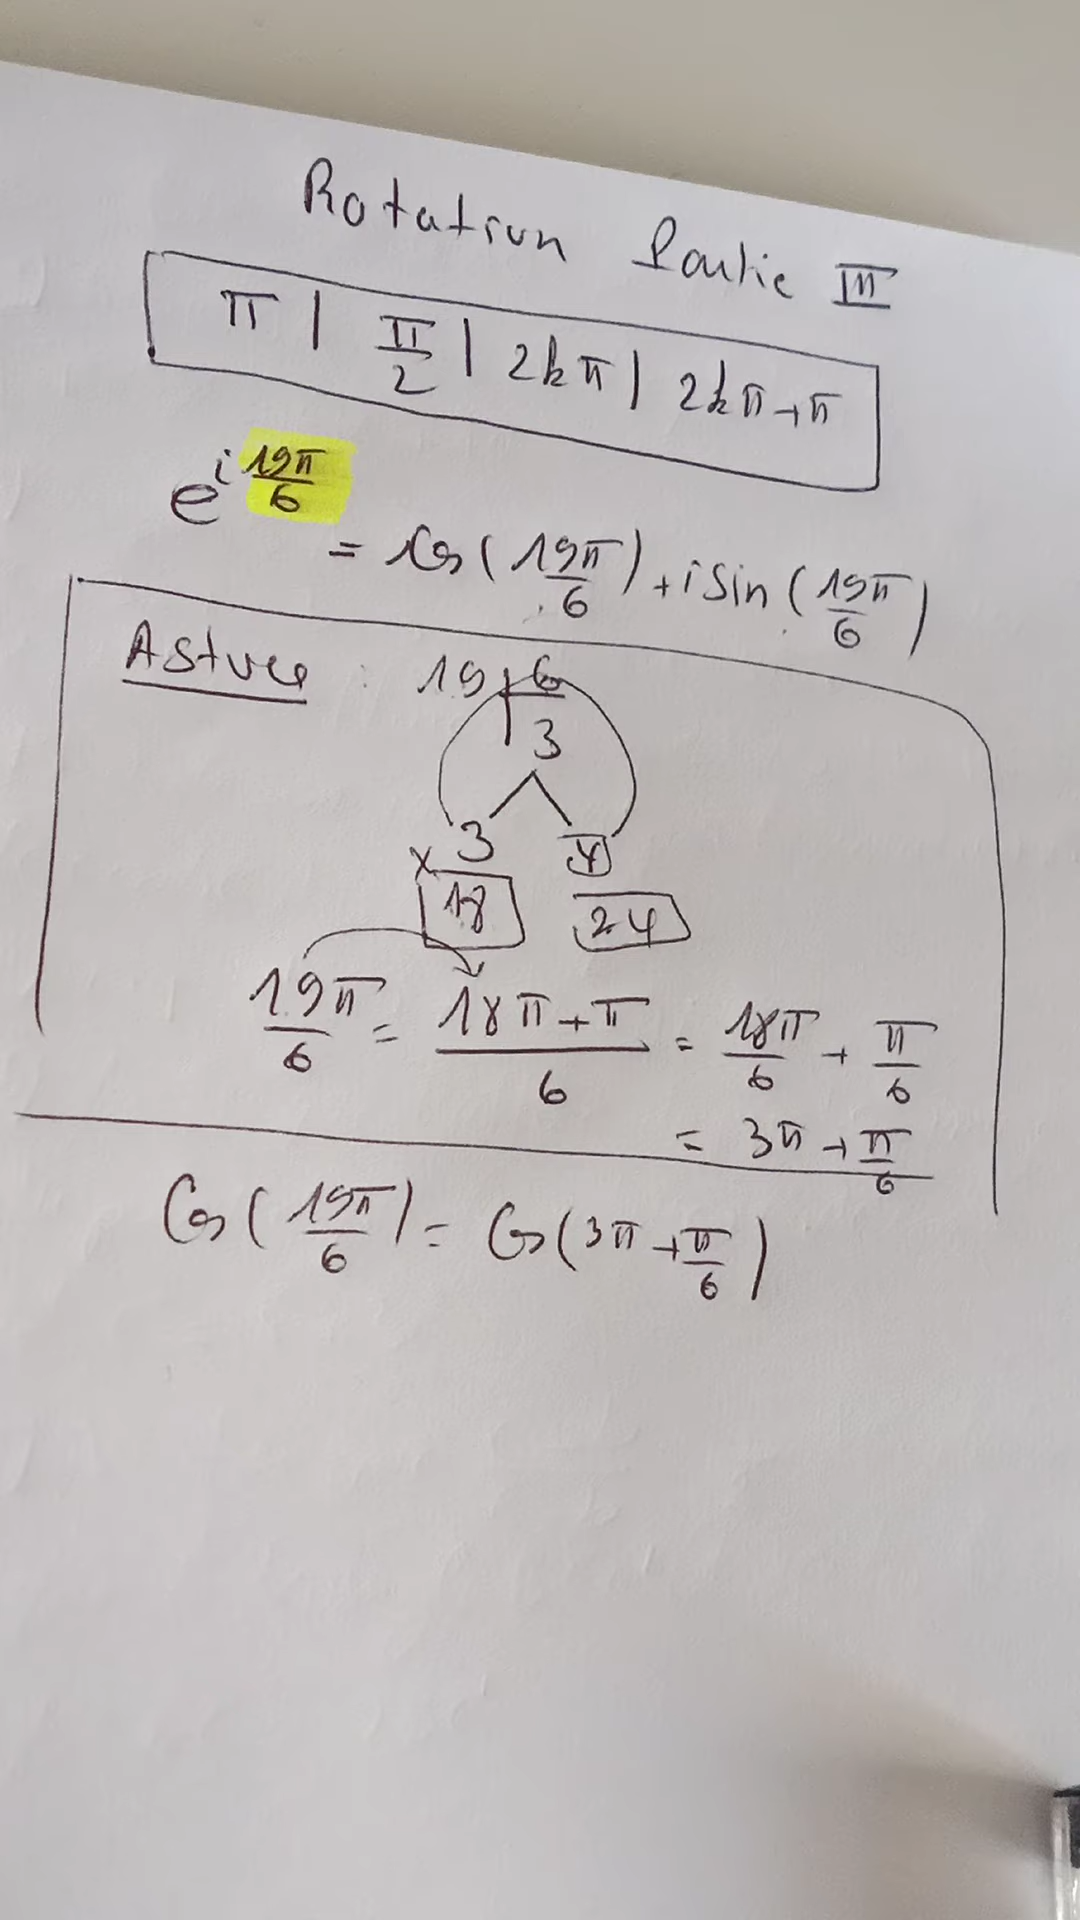 Rotation Partie III
π | π/2 | 2kπ | 2kπ+π
e^i 19π/6
= Cos(19π/6) + i Sin(19π/6)
Astuce : 19 | 6
3
3 4
x 18 24
19π/6 = (18π+π)/6 = 18π/6 + π/6
= 3π + π/6
Cos(19π/6) = Cos(3π+π/6)